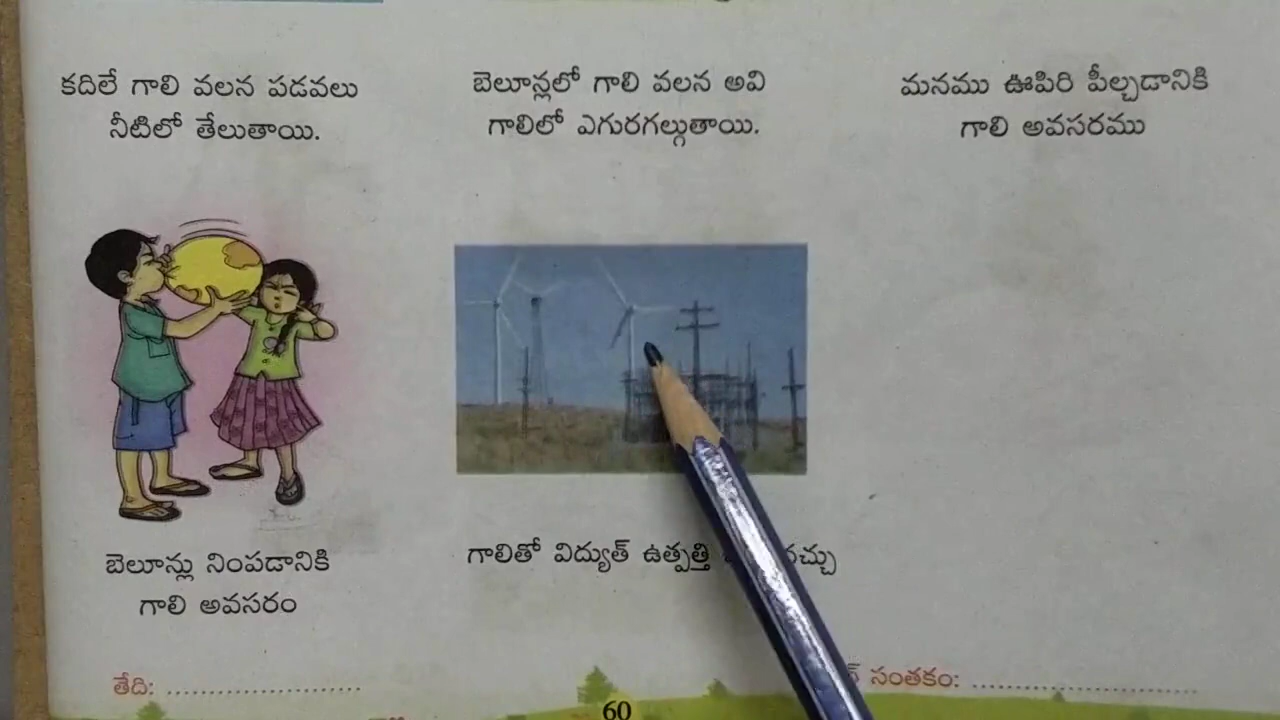 కదిలే గాలి వలన పడవలు
నీటిలో తేలుతాయి.
బెలూన్లలో గాలి వలన అవి
గాలిలో ఎగురగల్గుతాయి.
మనము ఊపిరి పీల్చడానికి
గాలి అవసరము
బెలూన్లు నింపడానికి
గాలి అవసరం
గాలితో విద్యుత్ ఉత్పత్తి
తేది: ........................
సంతకం: ...........................
60